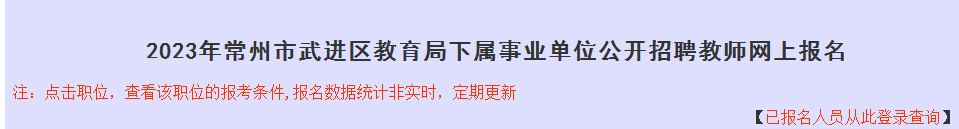 2023年常州市武进区教育局下属事业单位公开招聘教师网上报名
注：点击职位，查看该职位的报考条件,报名数据统计非实时，定期更新
【已报名人员从此登录查询】